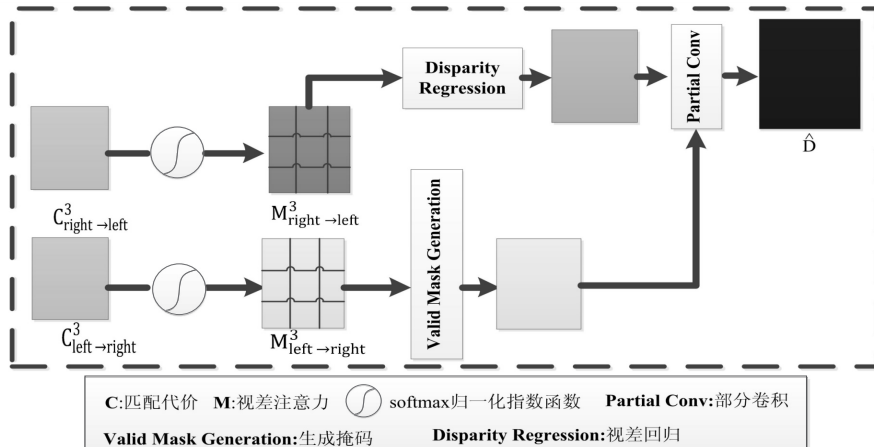 Disparity
Regression
Partial Conv
D̂
C³right→left
M³right→left
Valid Mask Generation
C³left→right
M³left→right
C:匹配代价 M:视差注意力 softmax归一化指数函数 Partial Conv:部分卷积
Valid Mask Generation:生成掩码 Disparity Regression:视差回归